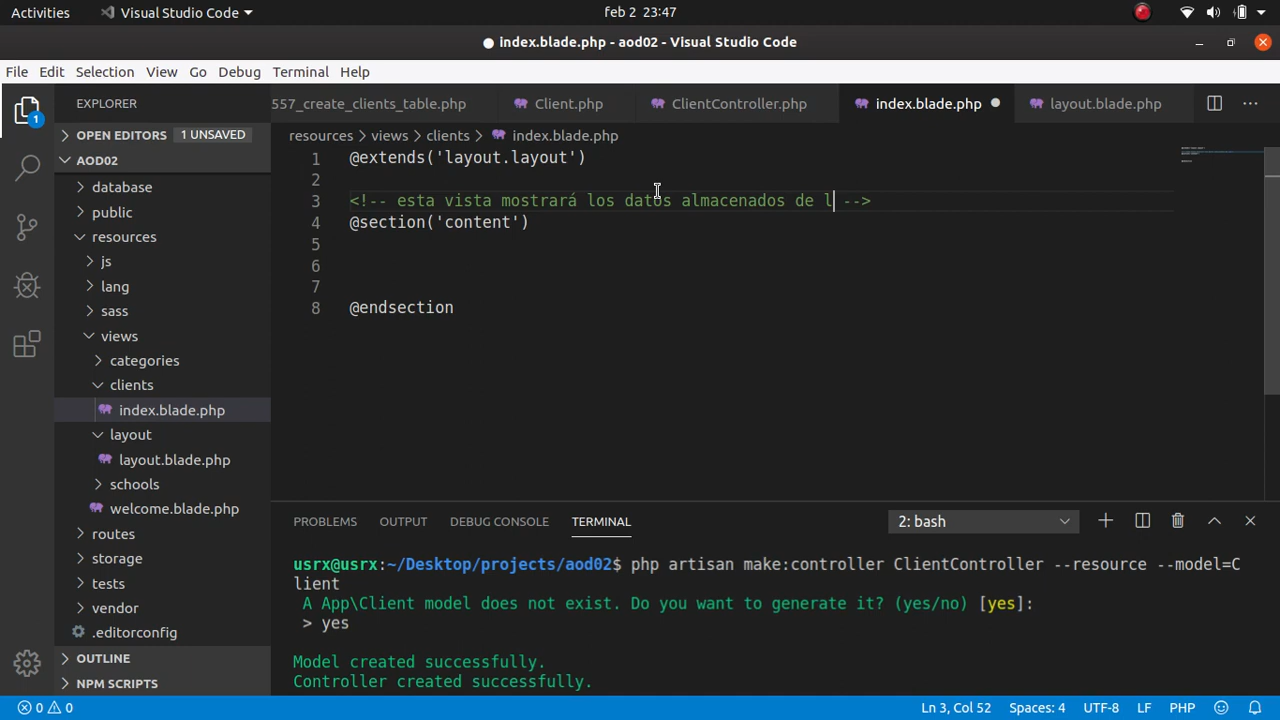 Activities
Visual Studio Code
feb 2 23:47
index.blade.php - aod02 - Visual Studio Code
File Edit Selection View Go Debug Terminal Help
EXPLORER
557_create_clients_table.php
Client.php
ClientController.php
index.blade.php
layout.blade.php
OPEN EDITORS 1 UNSAVED
resources > views > clients > index.blade.php
AOD02
database
public
resources
js
lang
sass
views
categories
clients
index.blade.php
layout
layout.blade.php
schools
welcome.blade.php
routes
storage
tests
vendor
.editorconfig
OUTLINE
NPM SCRIPTS
1 @extends('layout.layout')
2
3 <!-- esta vista mostrará los datos almacenados de l -->
4 @section('content')
5
6
7
8 @endsection
1
PROBLEMS OUTPUT DEBUG CONSOLE TERMINAL
2: bash
usrx@usrx:~/Desktop/projects/aod02$ php artisan make:controller ClientController --resource --model=C
lient
A App\Client model does not exist. Do you want to generate it? (yes/no) [yes]:
> yes
Model created successfully.
Controller created successfully.
0 0
Ln 3, Col 52
Spaces: 4
UTF-8
LF
PHP